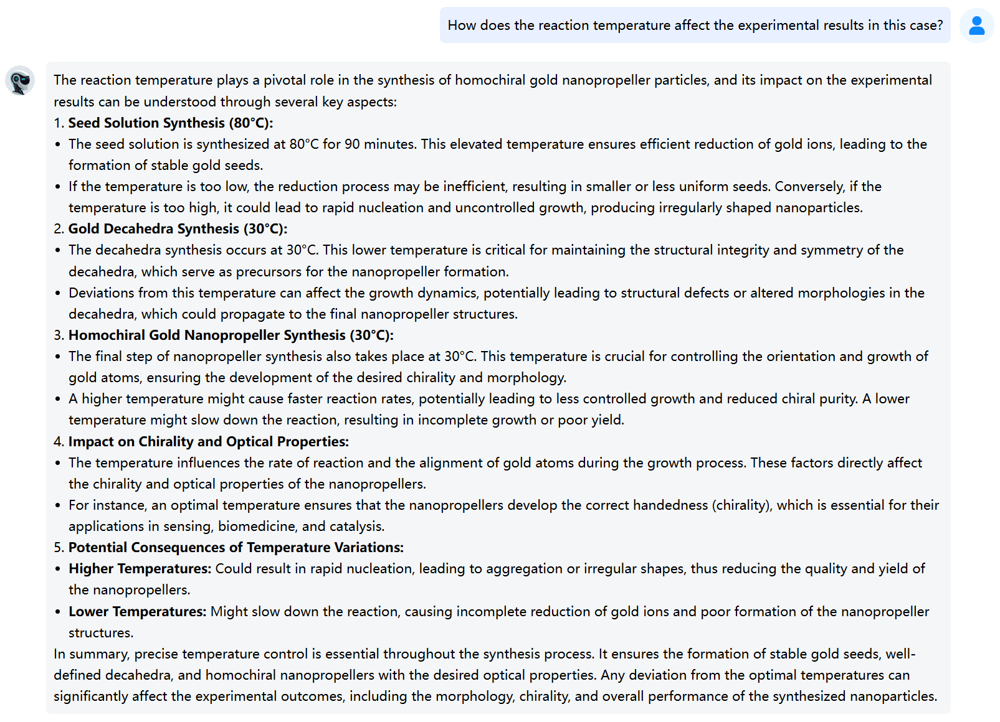 How does the reaction temperature affect the experimental results in this case?
The reaction temperature plays a pivotal role in the synthesis of homochiral gold nanopropeller particles, and its impact on the experimental
results can be understood through several key aspects:
1. Seed Solution Synthesis (80°C):
• The seed solution is synthesized at 80°C for 90 minutes. This elevated temperature ensures efficient reduction of gold ions, leading to the
formation of stable gold seeds.
• If the temperature is too low, the reduction process may be inefficient, resulting in smaller or less uniform seeds. Conversely, if the
temperature is too high, it could lead to rapid nucleation and uncontrolled growth, producing irregularly shaped nanoparticles.
2. Gold Decahedra Synthesis (30°C):
• The decahedra synthesis occurs at 30°C. This lower temperature is critical for maintaining the structural integrity and symmetry of the
decahedra, which serve as precursors for the nanopropeller formation.
• Deviations from this temperature can affect the growth dynamics, potentially leading to structural defects or altered morphologies in the
decahedra, which could propagate to the final nanopropeller structures.
3. Homochiral Gold Nanopropeller Synthesis (30°C):
• The final step of nanopropeller synthesis also takes place at 30°C. This temperature is crucial for controlling the orientation and growth of
gold atoms, ensuring the development of the desired chirality and morphology.
• A higher temperature might cause faster reaction rates, potentially leading to less controlled growth and reduced chiral purity. A lower
temperature might slow down the reaction, resulting in incomplete growth or poor yield.
4. Impact on Chirality and Optical Properties:
• The temperature influences the rate of reaction and the alignment of gold atoms during the growth process. These factors directly affect
the chirality and optical properties of the nanopropellers.
• For instance, an optimal temperature ensures that the nanopropellers develop the correct handedness (chirality), which is essential for their
applications in sensing, biomedicine, and catalysis.
5. Potential Consequences of Temperature Variations:
• Higher Temperatures: Could result in rapid nucleation, leading to aggregation or irregular shapes, thus reducing the quality and yield of
the nanopropellers.
• Lower Temperatures: Might slow down the reaction, causing incomplete reduction of gold ions and poor formation of the nanopropeller
structures.
In summary, precise temperature control is essential throughout the synthesis process. It ensures the formation of stable gold seeds, well-
defined decahedra, and homochiral nanopropellers with the desired optical properties. Any deviation from the optimal temperatures can
significantly affect the experimental outcomes, including the morphology, chirality, and overall performance of the synthesized nanoparticles.